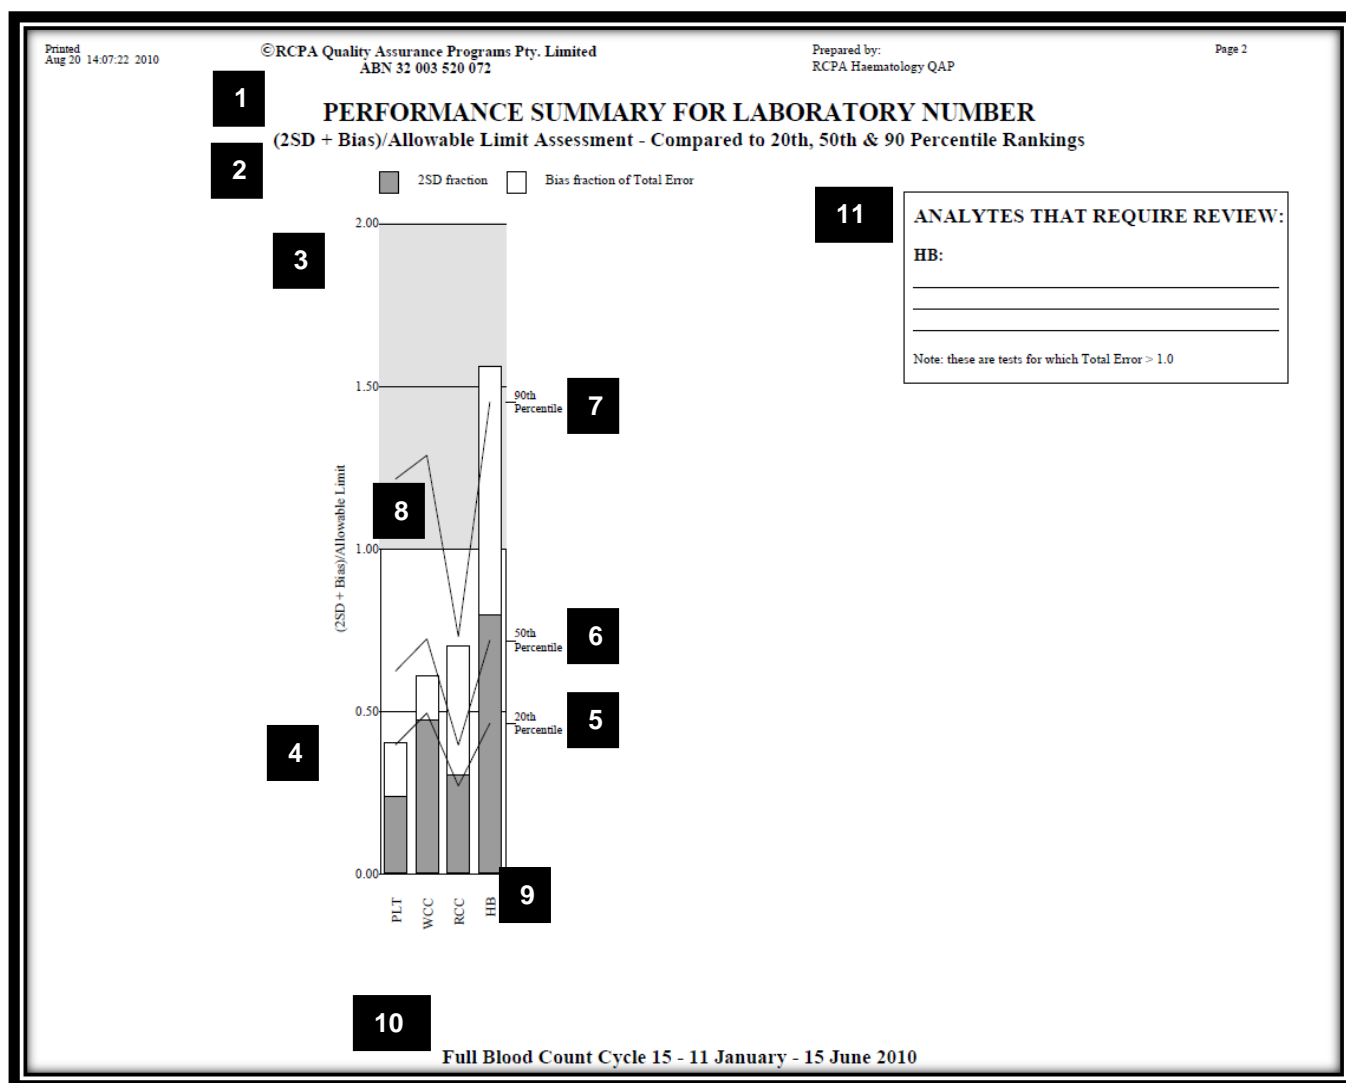 Printed
Aug 20 14:07:22 2010
©RCPA Quality Assurance Programs Pty. Limited
ABN 32 003 520 072
Prepared by:
RCPA Haematology QAP
Page 2
1
PERFORMANCE SUMMARY FOR LABORATORY NUMBER
(2SD + Bias)/Allowable Limit Assessment - Compared to 20th, 50th & 90 Percentile Rankings
2
2SD fraction
Bias fraction of Total Error
11
ANALYTES THAT REQUIRE REVIEW:
HB:
Note: these are tests for which Total Error > 1.0
2.00
3
1.50
90th
Percentile
7
8
(2SD + Bias)/Allowable Limit
1.00
50th
Percentile
6
0.50
20th
Percentile
5
4
0.00
9
PLT
WCC
RCC
HB
10
Full Blood Count Cycle 15 - 11 January - 15 June 2010